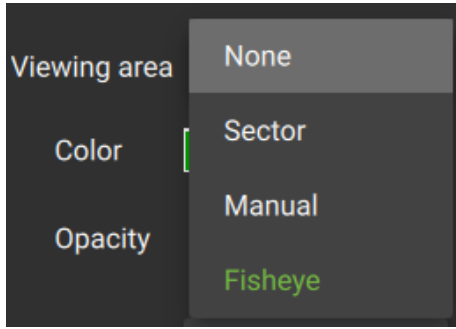 Viewing area
None
Color
Sector
Opacity
Manual
Fisheye